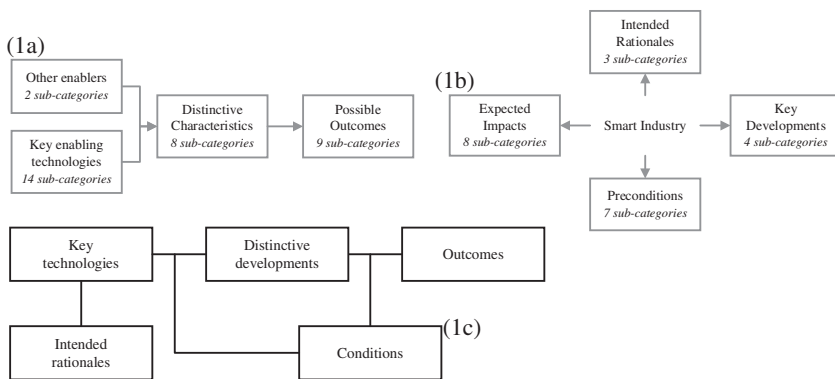 (1a)
Other enablers
2 sub-categories
Key enabling
technologies
14 sub-categories
Distinctive
Characteristics
8 sub-categories
Possible
Outcomes
9 sub-categories
(1b)
Intended
Rationales
3 sub-categories
Expected
Impacts
8 sub-categories
Smart Industry
Key
Developments
4 sub-categories
Preconditions
7 sub-categories
Key
technologies
Distinctive
developments
Outcomes
Intended
rationales
Conditions
(1c)